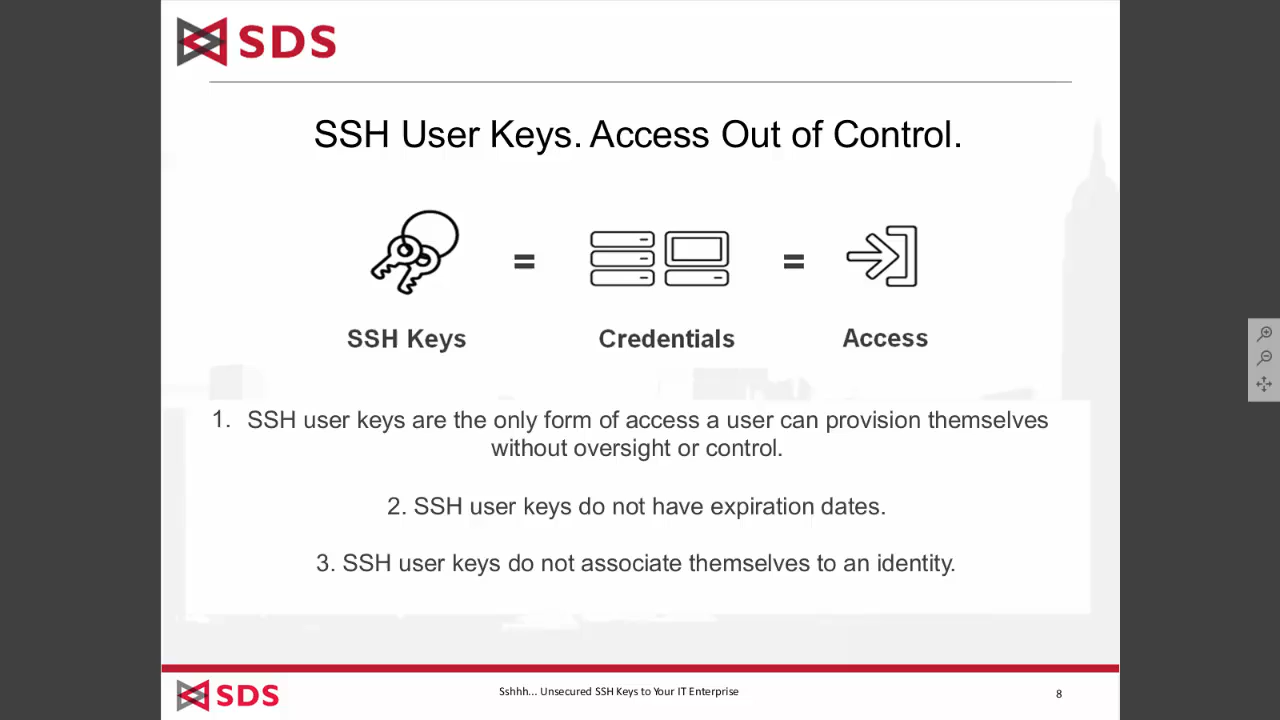 SDS
SSH User Keys. Access Out of Control.
= =
SSH Keys Credentials Access
1. SSH user keys are the only form of access a user can provision themselves
without oversight or control.
2. SSH user keys do not have expiration dates.
3. SSH user keys do not associate themselves to an identity.
SDS Sshhh... Unsecured SSH Keys to Your IT Enterprise 8